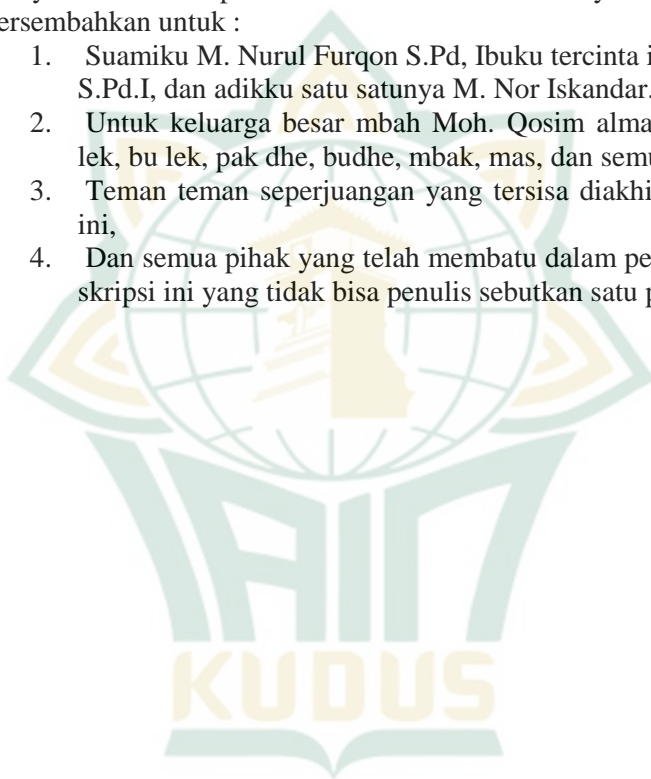 ersembahkan untuk :
1. Suamiku M. Nurul Furqon S.Pd, Ibuku tercinta i
S.Pd.I, dan adikku satu satunya M. Nor Iskandar.
2. Untuk keluarga besar mbah Moh. Qosim alma
lek, bu lek, pak dhe, budhe, mbak, mas, dan semu
3. Teman teman seperjuangan yang tersisa diakhi
ini,
4. Dan semua pihak yang telah membatu dalam pe
skripsi ini yang tidak bisa penulis sebutkan satu p
IAIN
KUDUS